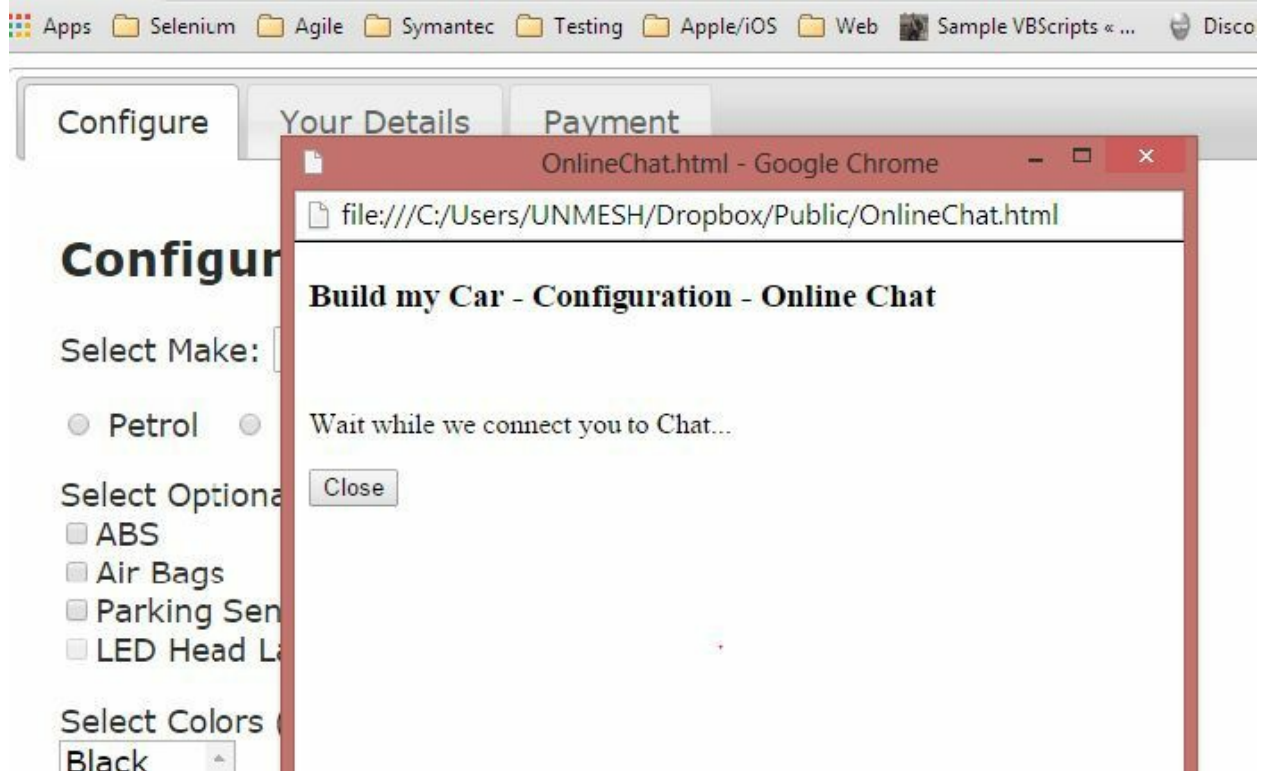 Apps Selenium Agile Symantec Testing Apple/iOS Web Sample VBScripts « ... Disco
Configure Your Details Payment
OnlineChat.html - Google Chrome
file:///C:/Users/UNMESH/Dropbox/Public/OnlineChat.html
Configur
Build my Car - Configuration - Online Chat
Select Make:
Petrol
Wait while we connect you to Chat...
Select Optiona
Close
ABS
Air Bags
Parking Sen
LED Head La
Select Colors (
Black